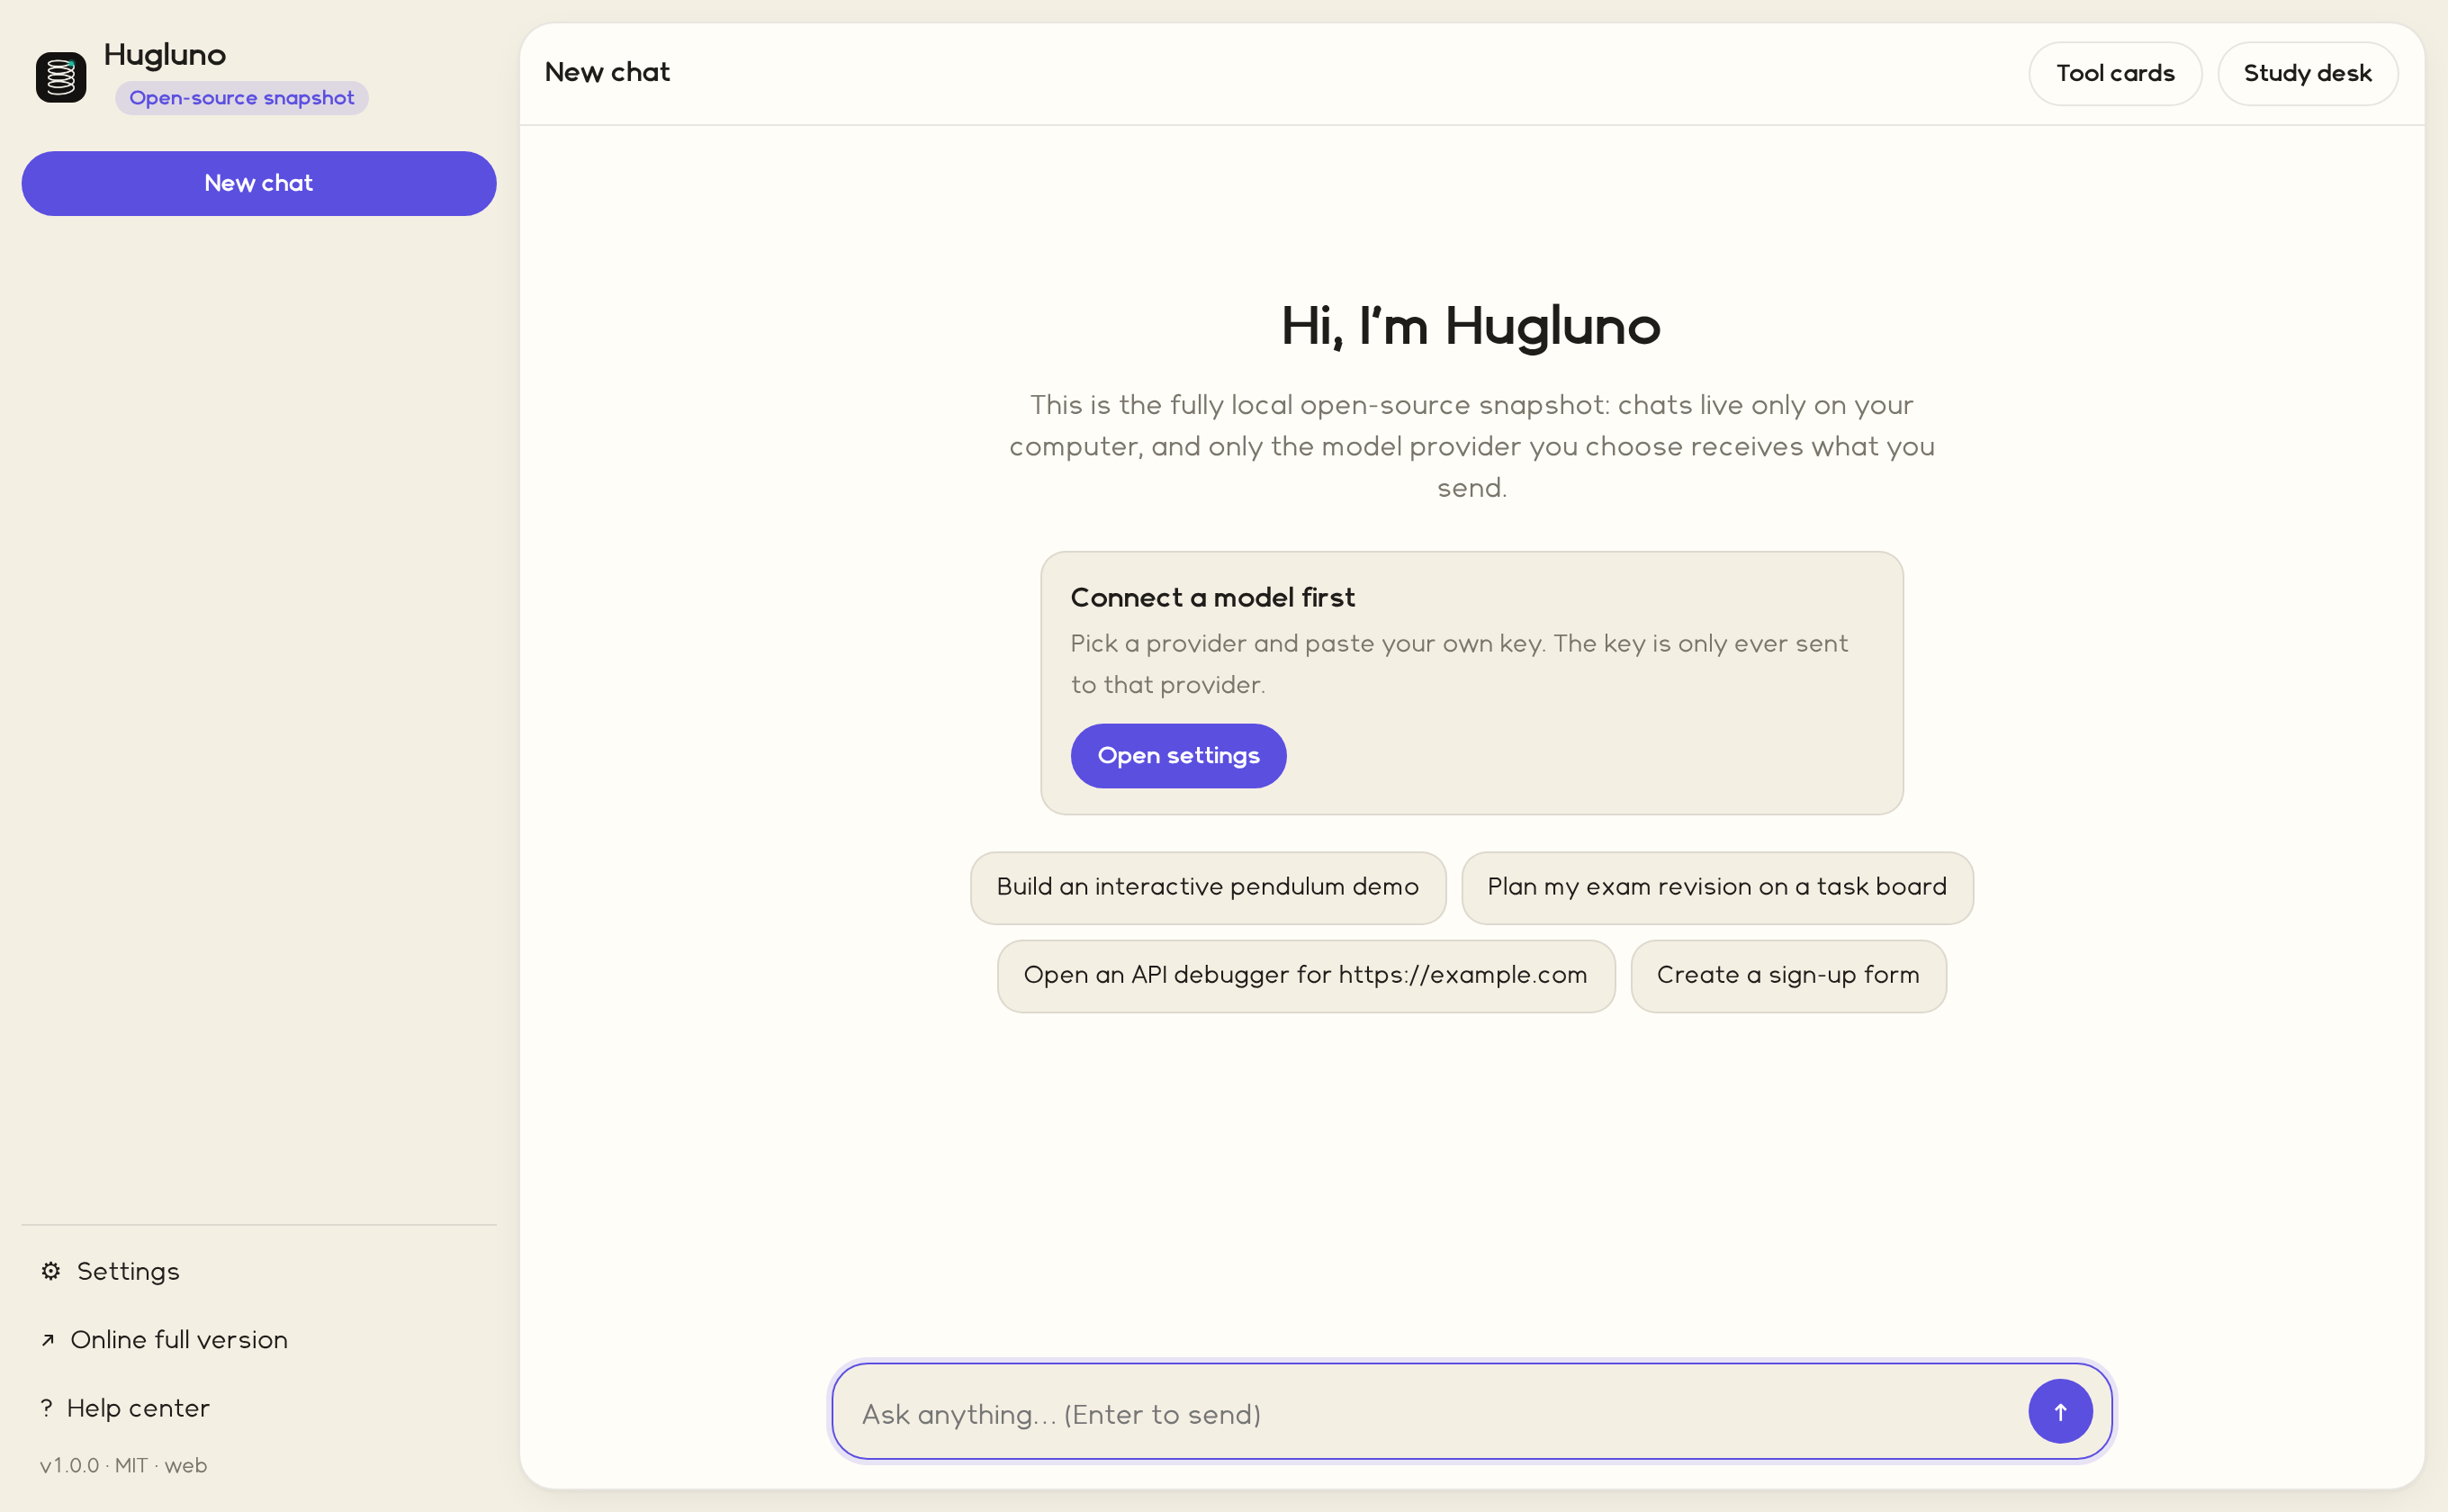 Hugluno
Open-source snapshot
New chat
Settings
Online full version
? Help center
v1.0.0 · MIT · web
New chat
Tool cards
Study desk
Hi, I'm Hugluno
This is the fully local open-source snapshot: chats live only on your
computer, and only the model provider you choose receives what you
send.
Connect a model first
Pick a provider and paste your own key. The key is only ever sent
to that provider.
Open settings
Build an interactive pendulum demo
Plan my exam revision on a task board
Open an API debugger for https://example.com
Create a sign-up form
Ask anything... (Enter to send)